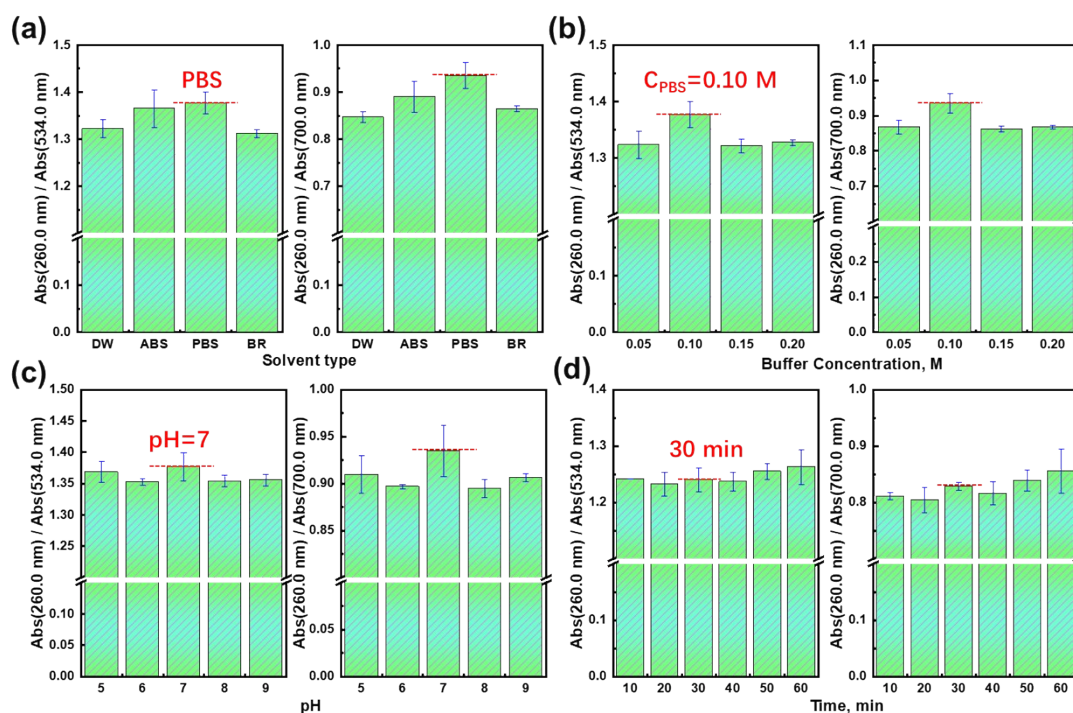 (a)
Abs(260.0 nm) / Abs(534.0 nm)
1.5
1.4
1.3
1.2
0.1
0.0
PBS
DW ABS PBS BR
Abs(260.0 nm) / Abs(700.0 nm)
1.0
0.9
0.8
0.7
0.1
0.0
DW ABS PBS BR
Solvent type
(b)
Abs(260.0 nm) / Abs(534.0 nm)
1.5
1.4
1.3
0.1
0.0
CPBS=0.10 M
0.05 0.10 0.15 0.20
Abs(260.0 nm) / Abs(700.0 nm)
1.1
1.0
0.9
0.8
0.7
0.6
0.2
0.1
0.0
0.05 0.10 0.15 0.20
Buffer Concentration, M
(c)
Abs(260.0 nm) / Abs(534.0 nm)
1.50
1.45
1.40
1.35
1.30
1.25
0.10
0.05
0.00
pH=7
5 6 7 8 9
Abs(260.0 nm) / Abs(700.0 nm)
1.00
0.95
0.90
0.85
0.05
0.00
5 6 7 8 9
pH
(d)
Abs(260.0 nm) / Abs(534.0 nm)
1.4
1.3
1.2
0.1
0.0
30 min
10 20 30 40 50 60
Abs(260.0 nm) / Abs(700.0 nm)
1.0
0.9
0.8
0.1
0.0
10 20 30 40 50 60
Time, min